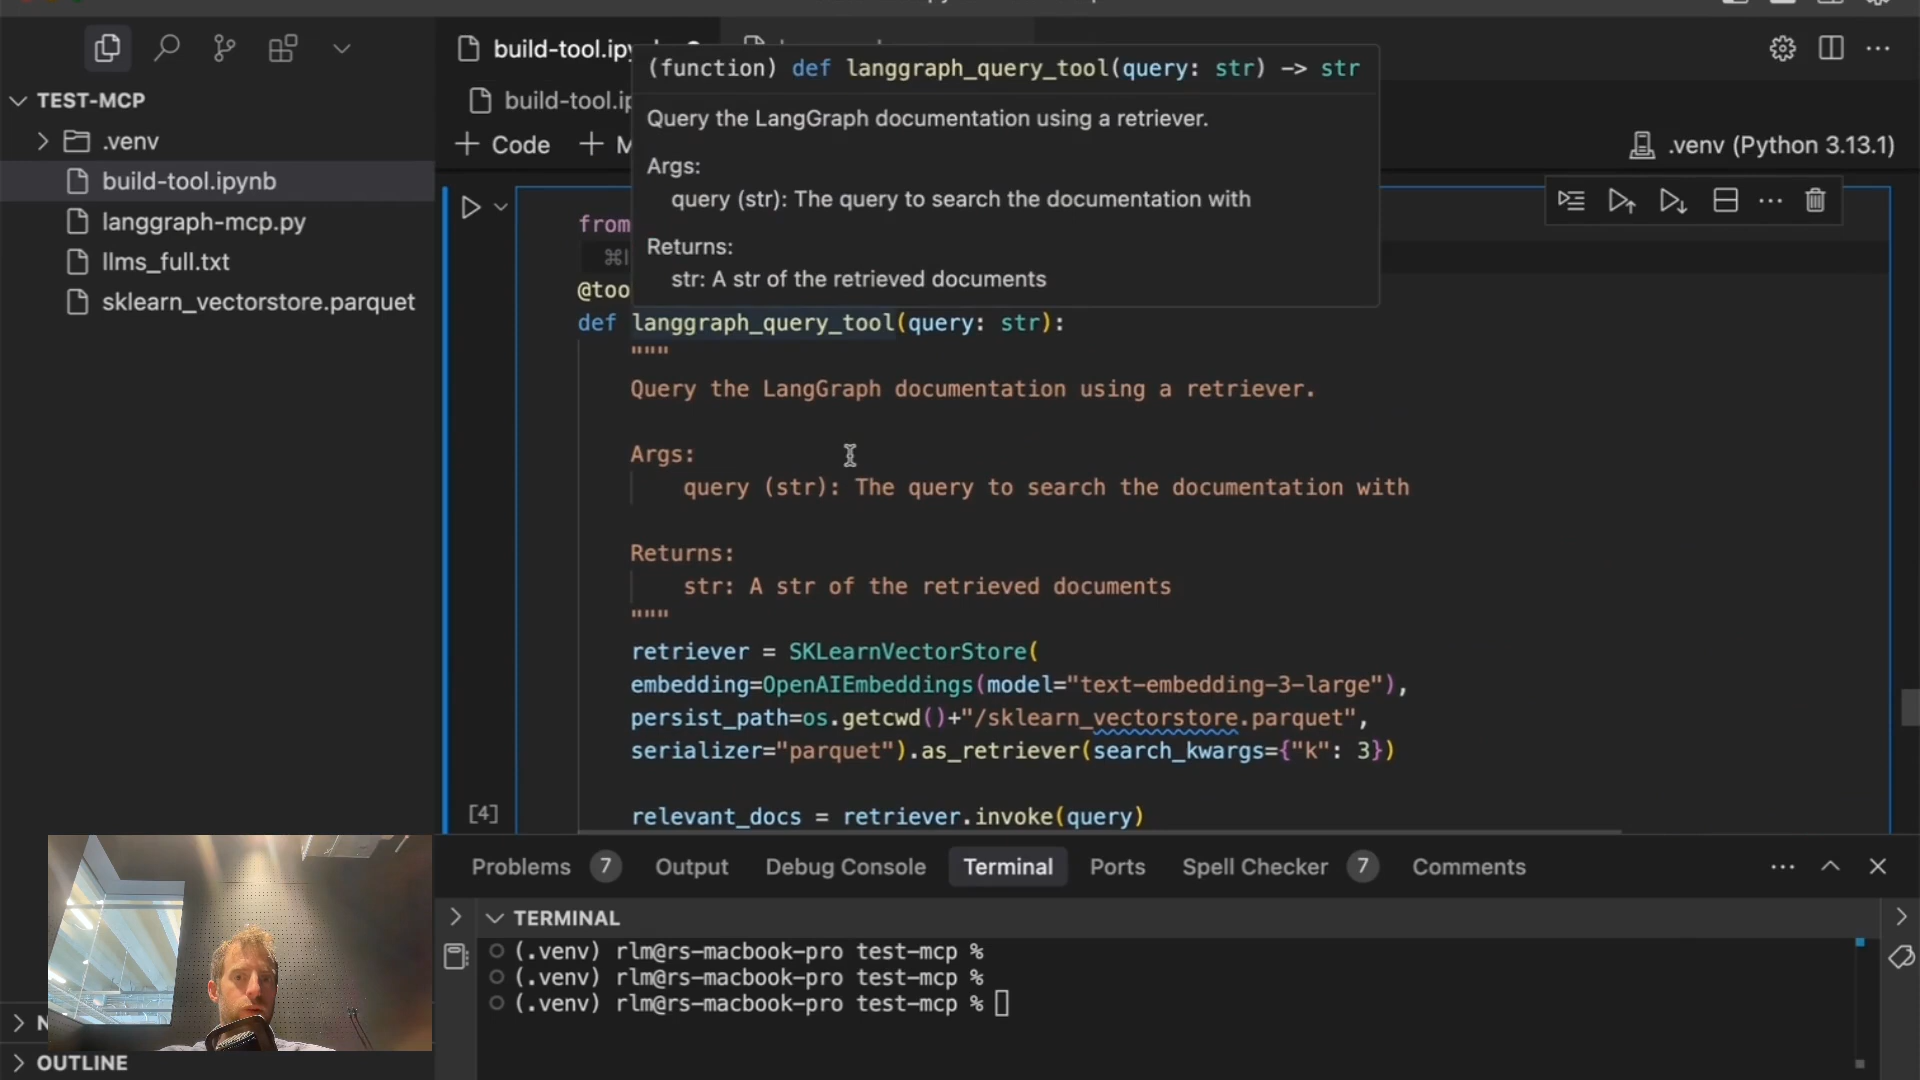 build-tool.ipy
TEST-MCP
.venv
build-tool.ipynb
langgraph-mcp.py
llms_full.txt
sklearn_vectorstore.parquet
OUTLINE
build-tool.ip
Code
.venv (Python 3.13.1)
(function) def langgraph_query_tool(query: str) -> str
Query the LangGraph documentation using a retriever.
Args:
query (str): The query to search the documentation with
Returns:
str: A str of the retrieved documents
from
@too
def langgraph_query_tool(query: str):
"""
Query the LangGraph documentation using a retriever.
Args:
query (str): The query to search the documentation with
Returns:
str: A str of the retrieved documents
"""
retriever = SKLearnVectorStore(
embedding=OpenAIEmbeddings(model="text-embedding-3-large"),
persist_path=os.getcwd()+"/sklearn_vectorstore.parquet",
serializer="parquet").as_retriever(search_kwargs={"k": 3})
[4]
relevant_docs = retriever.invoke(query)
Problems 7 Output Debug Console Terminal Ports Spell Checker 7 Comments
TERMINAL
(.venv) rlm@rs-macbook-pro test-mcp %
(.venv) rlm@rs-macbook-pro test-mcp %
(.venv) rlm@rs-macbook-pro test-mcp %